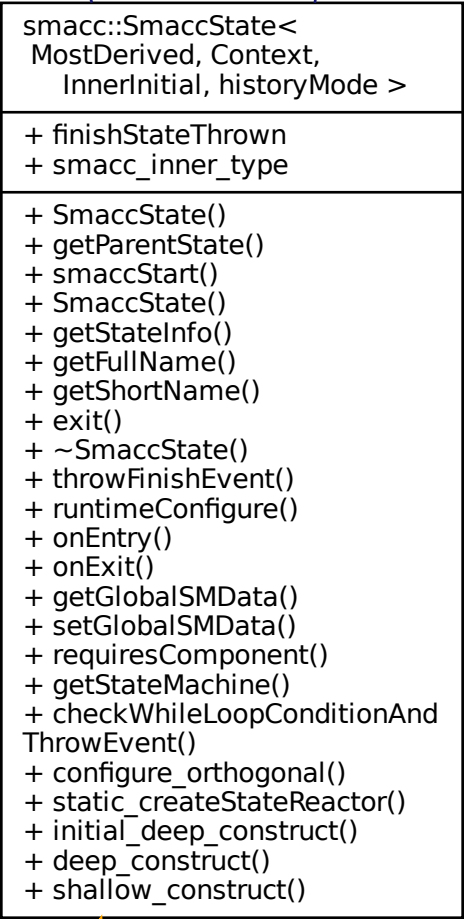 smacc::SmaccState<
MostDerived, Context,
InnerInitial, historyMode >
+ finishStateThrown
+ smacc_inner_type
+ SmaccState()
+ getParentState()
+ smaccStart()
+ SmaccState()
+ getStateInfo()
+ getFullName()
+ getShortName()
+ exit()
+ ~SmaccState()
+ throwFinishEvent()
+ runtimeConfigure()
+ onEntry()
+ onExit()
+ getGlobalSMData()
+ setGlobalSMData()
+ requiresComponent()
+ getStateMachine()
+ checkWhileLoopConditionAnd
ThrowEvent()
+ configure_orthogonal()
+ static_createStateReactor()
+ initial_deep_construct()
+ deep_construct()
+ shallow_construct()